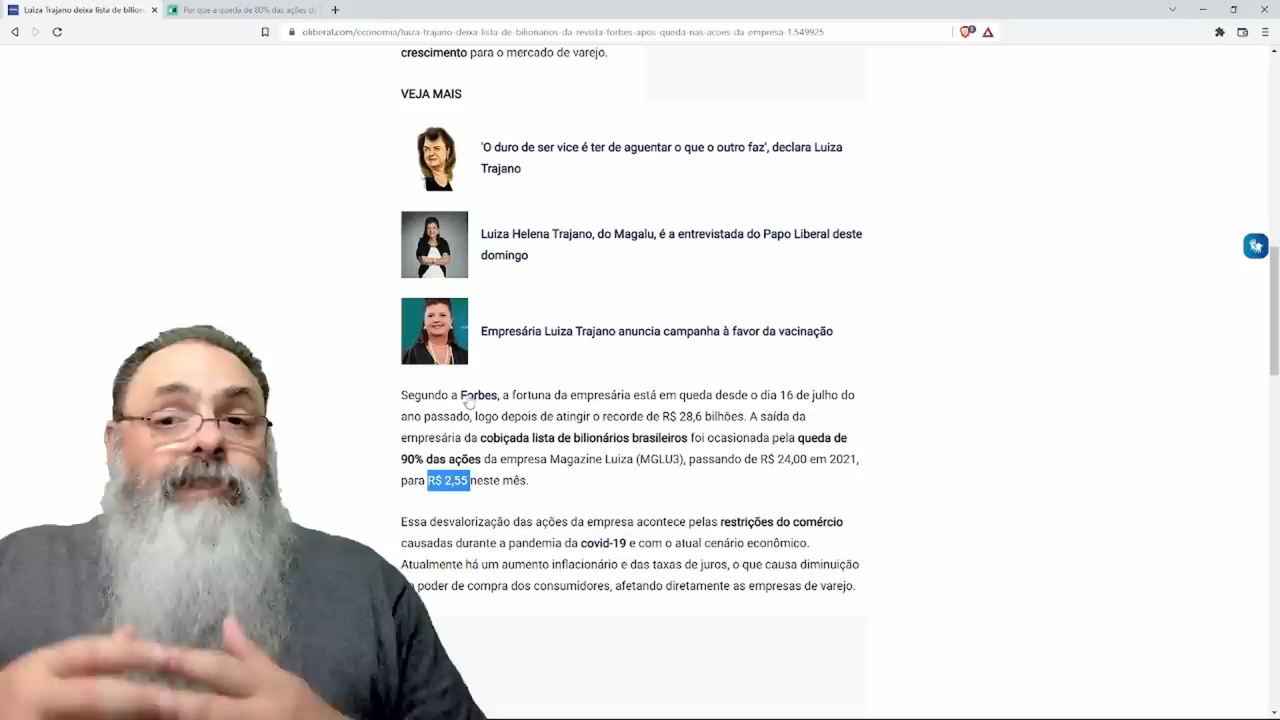 Luiza Trajano deixa lista de bilion
Por que a queda de 80% das ações d
oliberal.com/economia/luiza-trajano-deixa-lista-de-bilionarios-da-revista-forbes-apos-queda-nas-acoes-da-empresa-1.549925
crescimento para o mercado de varejo.
VEJA MAIS
'O duro de ser vice é ter de aguentar o que o outro faz', declara Luiza
Trajano
Luiza Helena Trajano, do Magalu, é a entrevistada do Papo Liberal deste
domingo
Empresária Luiza Trajano anuncia campanha à favor da vacinação
Segundo a Forbes, a fortuna da empresária está em queda desde o dia 16 de julho do
ano passado, logo depois de atingir o recorde de R$ 28,6 bilhões. A saída da
empresária da cobiçada lista de bilionários brasileiros foi ocasionada pela queda de
90% das ações da empresa Magazine Luiza (MGLU3), passando de R$ 24,00 em 2021,
para R$ 2,55 neste mês.
Essa desvalorização das ações da empresa acontece pelas restrições do comércio
causadas durante a pandemia da covid-19 e com o atual cenário econômico.
Atualmente há um aumento inflacionário e das taxas de juros, o que causa diminuição
poder de compra dos consumidores, afetando diretamente as empresas de varejo.